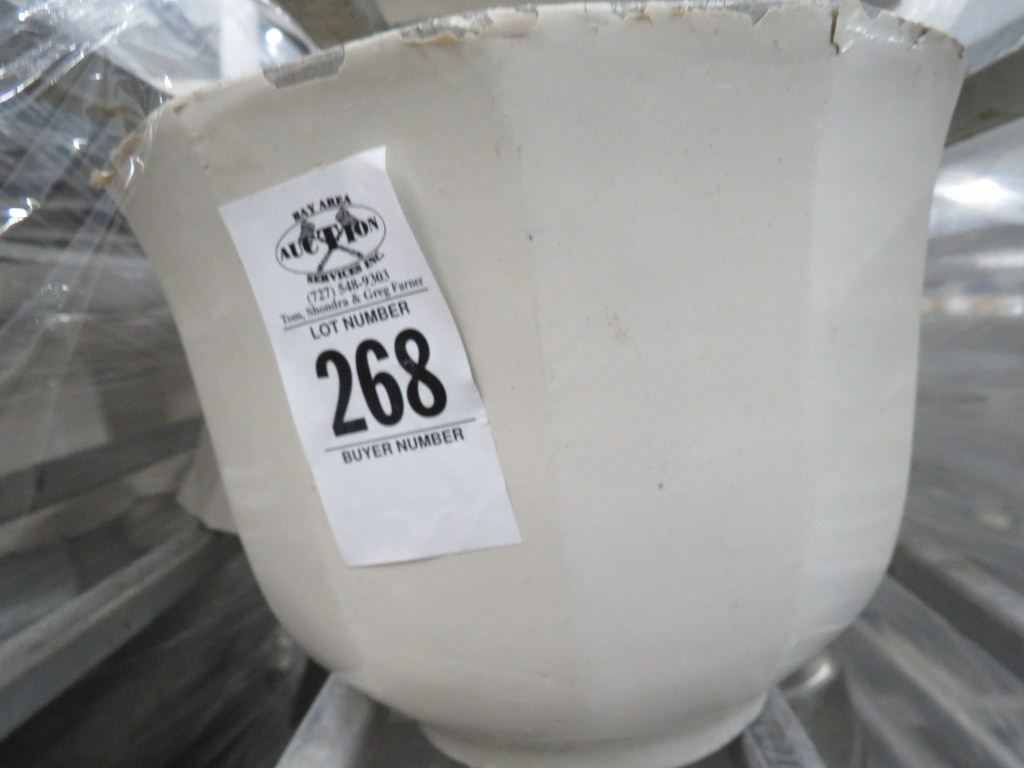 BAY AREA
AUCTION
SERVICES INC.
(727) 548-9303
Tom, Shondra & Greg Farner
LOT NUMBER
268
BUYER NUMBER